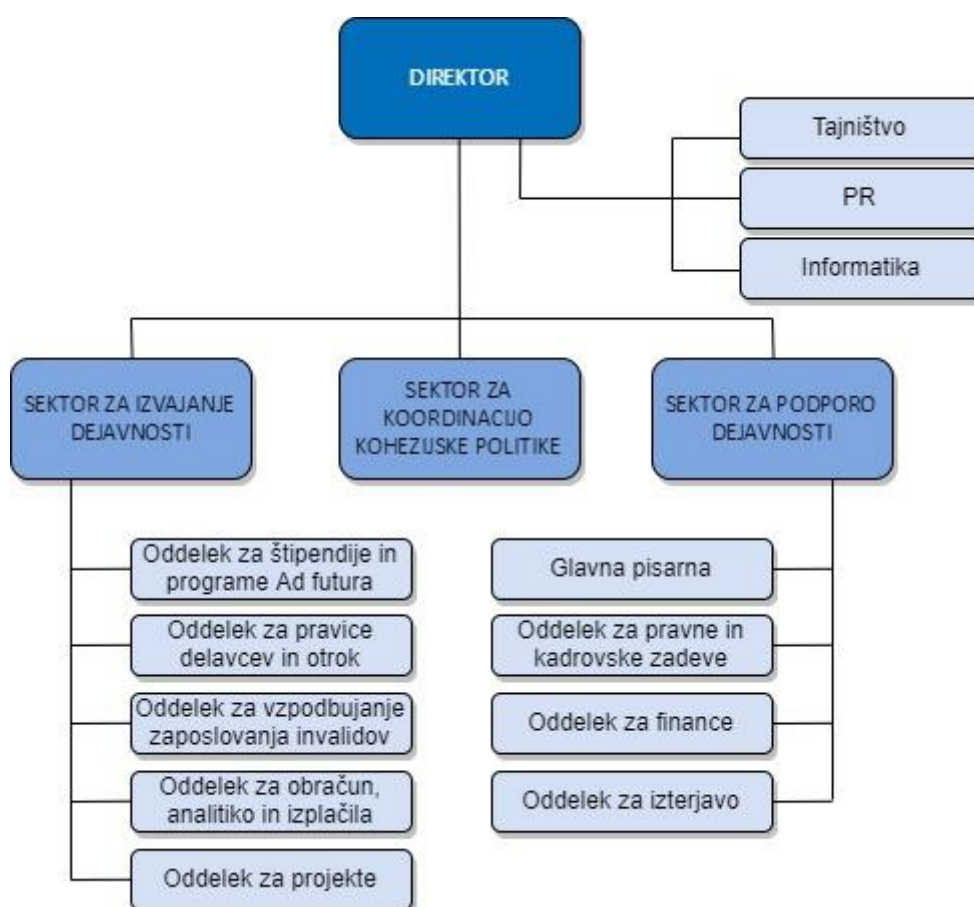 DIREKTOR
Tajništvo
PR
Informatika
SEKTOR ZA IZVAJANJE
DEJAVNOSTI
SEKTOR ZA
KOORDINACIJO
KOHEZIJSKE POLITIKE
SEKTOR ZA PODPORO
DEJAVNOSTI
Oddelek za štipendije in
programe Ad futura
Oddelek za pravice
delavcev in otrok
Oddelek za vzpodbujanje
zaposlovanja invalidov
Oddelek za obračun,
analitiko in izplačila
Oddelek za projekte
Glavna pisarna
Oddelek za pravne in
kadrovske zadeve
Oddelek za finance
Oddelek za izterjavo